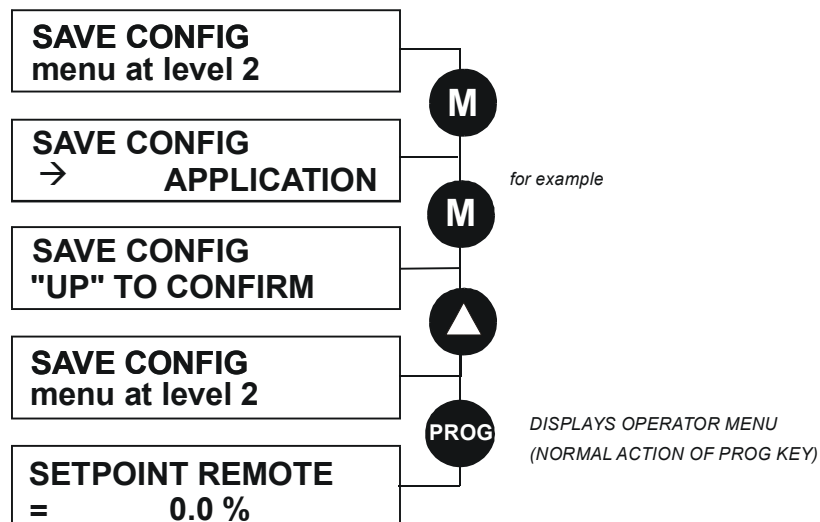 SAVE CONFIG
menu at level 2
M
SAVE CONFIG
→ APPLICATION
for example
M
SAVE CONFIG
"UP" TO CONFIRM
SAVE CONFIG
menu at level 2
PROG
DISPLAYS OPERATOR MENU
(NORMAL ACTION OF PROG KEY)
SETPOINT REMOTE
= 0.0 %